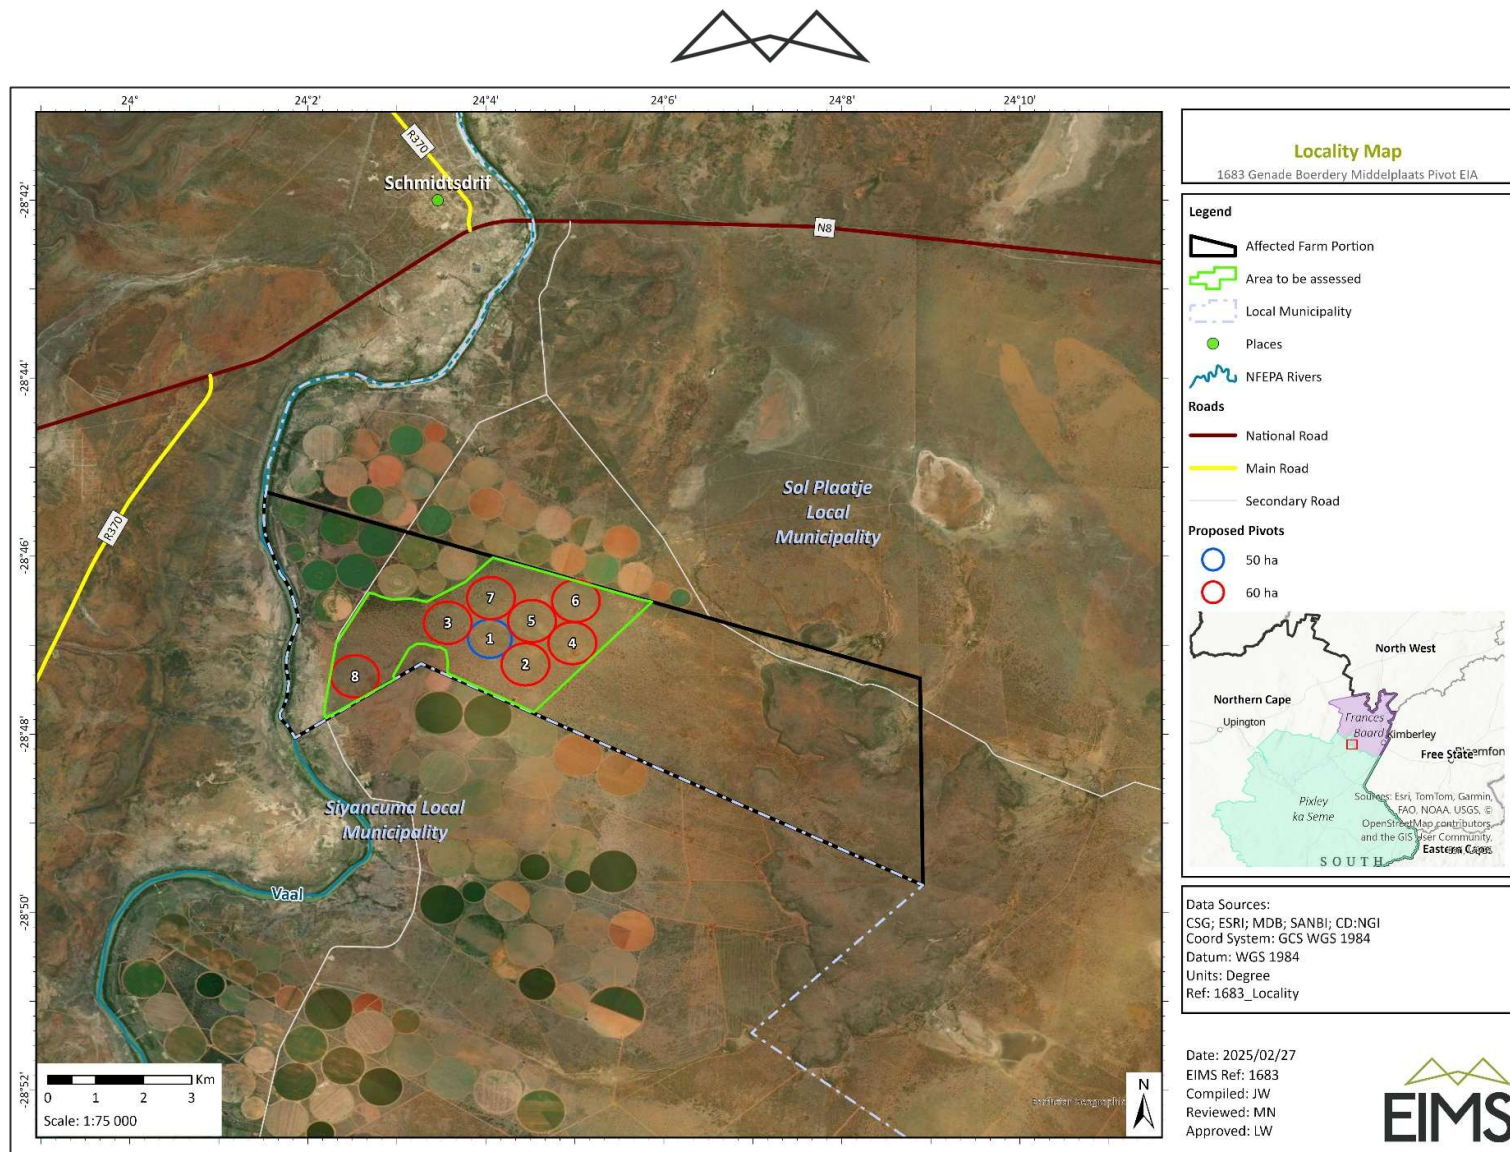 24°
24°2'
24°4'
24°6'
24°8'
24°10'
-28°42'
-28°44'
-28°46'
-28°48'
-28°50'
-28°52'
R370
Schmidtsdrif
N8
R370
Sol Plaatje
Local
Municipality
7
6
3
5
1
4
2
8
Siyancuma Local
Municipality
Vaal
Km
0 1 2 3
Scale: 1:75 000
N
Locality Map
1683 Genade Boerdery Middelplaats Pivot EIA
Legend
Affected Farm Portion
Area to be assessed
Local Municipality
Places
NFEPA Rivers
Roads
National Road
Main Road
Secondary Road
Proposed Pivots
50 ha
60 ha
North West
Northern Cape
Upington
Frances
Baard
Kimberley
Free State
Pixley
ka Seme
Sources: Esri, TomTom, Garmin,
FAO, NOAA, USGS, ©
OpenStreetMap contributors,
and the GIS User Community,
Eastern Cape
SOUTH
Data Sources:
CSG; ESRI; MDB; SANBI; CD:NGI
Coord System: GCS WGS 1984
Datum: WGS 1984
Units: Degree
Ref: 1683_Locality
Date: 2025/02/27
EIMS Ref: 1683
Compiled: JW
Reviewed: MN
Approved: LW
EIMS